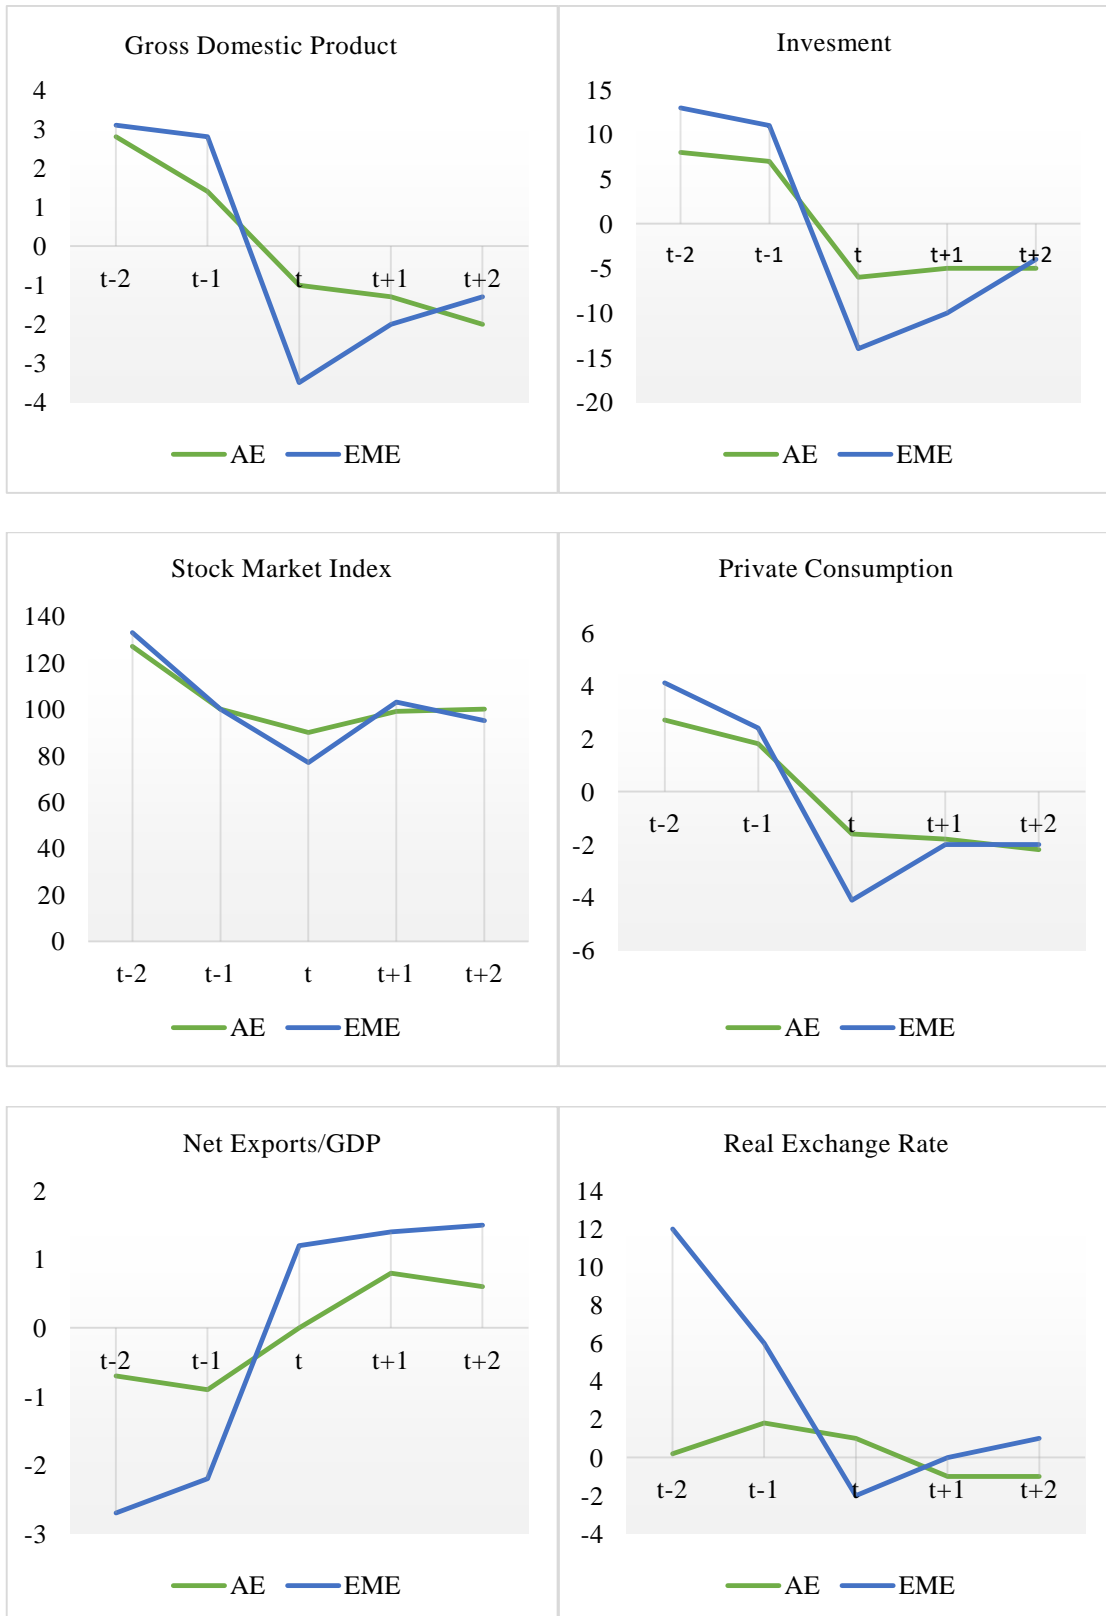 Gross Domestic Product
4
3
2
1
0
-1
-2
-3
-4
t-2 t-1 t t+1 t+2
AE EME
Invesment
15
10
5
0
-5
-10
-15
-20
t-2 t-1 t t+1 t+2
AE EME
Stock Market Index
140
120
100
80
60
40
20
0
t-2 t-1 t t+1 t+2
AE EME
Private Consumption
6
4
2
0
-2
-4
-6
t-2 t-1 t t+1 t+2
AE EME
Net Exports/GDP
2
1
0
-1
-2
-3
t-2 t-1 t t+1 t+2
AE EME
Real Exchange Rate
14
12
10
8
6
4
2
0
-2
-4
t-2 t-1 t t+1 t+2
AE EME